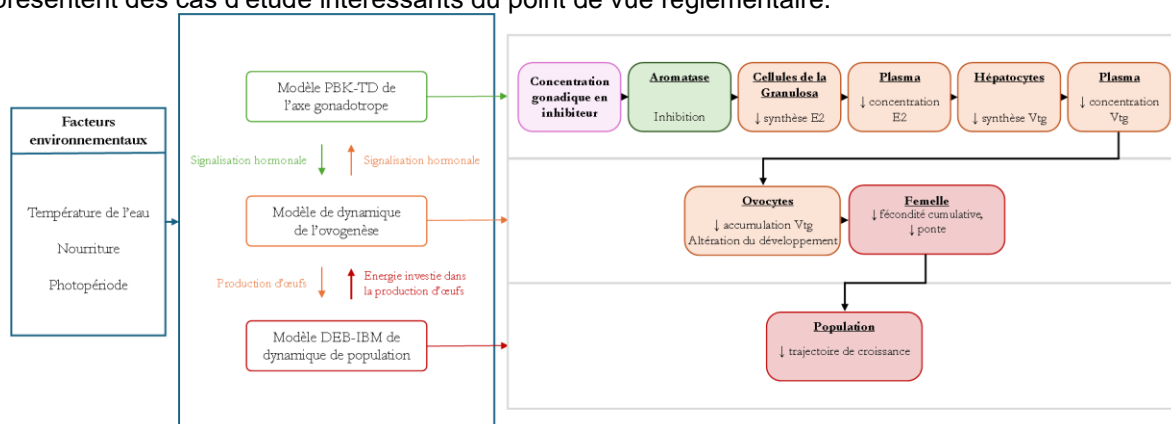 présentent des cas d'étude intéressants du point de vue réglementaire.
Facteurs
environnementaux
Température de l'eau
Nourriture
Photopériode
Modèle PBK-TD de
l'axe gonadotrope
Signalisation hormonale
Signalisation hormonale
Modèle de dynamique
de l'ovogenèse
Production d'œufs
Energie investie dans
la production d'œufs
Modèle DEB-IBM de
dynamique de population
Concentration
gonadique en
inhibiteur
Aromatase
Inhibition
Cellules de la
Granulosa
↓ synthèse E2
Plasma
↓ concentration
E2
Hépatocytes
↓ synthèse Vtg
Plasma
↓ concentration
Vtg
Ovocytes
↓ accumulation Vtg
Altération du développement
Femelle
↓ fécondité cumulative,
↓ ponte
Population
↓ trajectoire de croissance